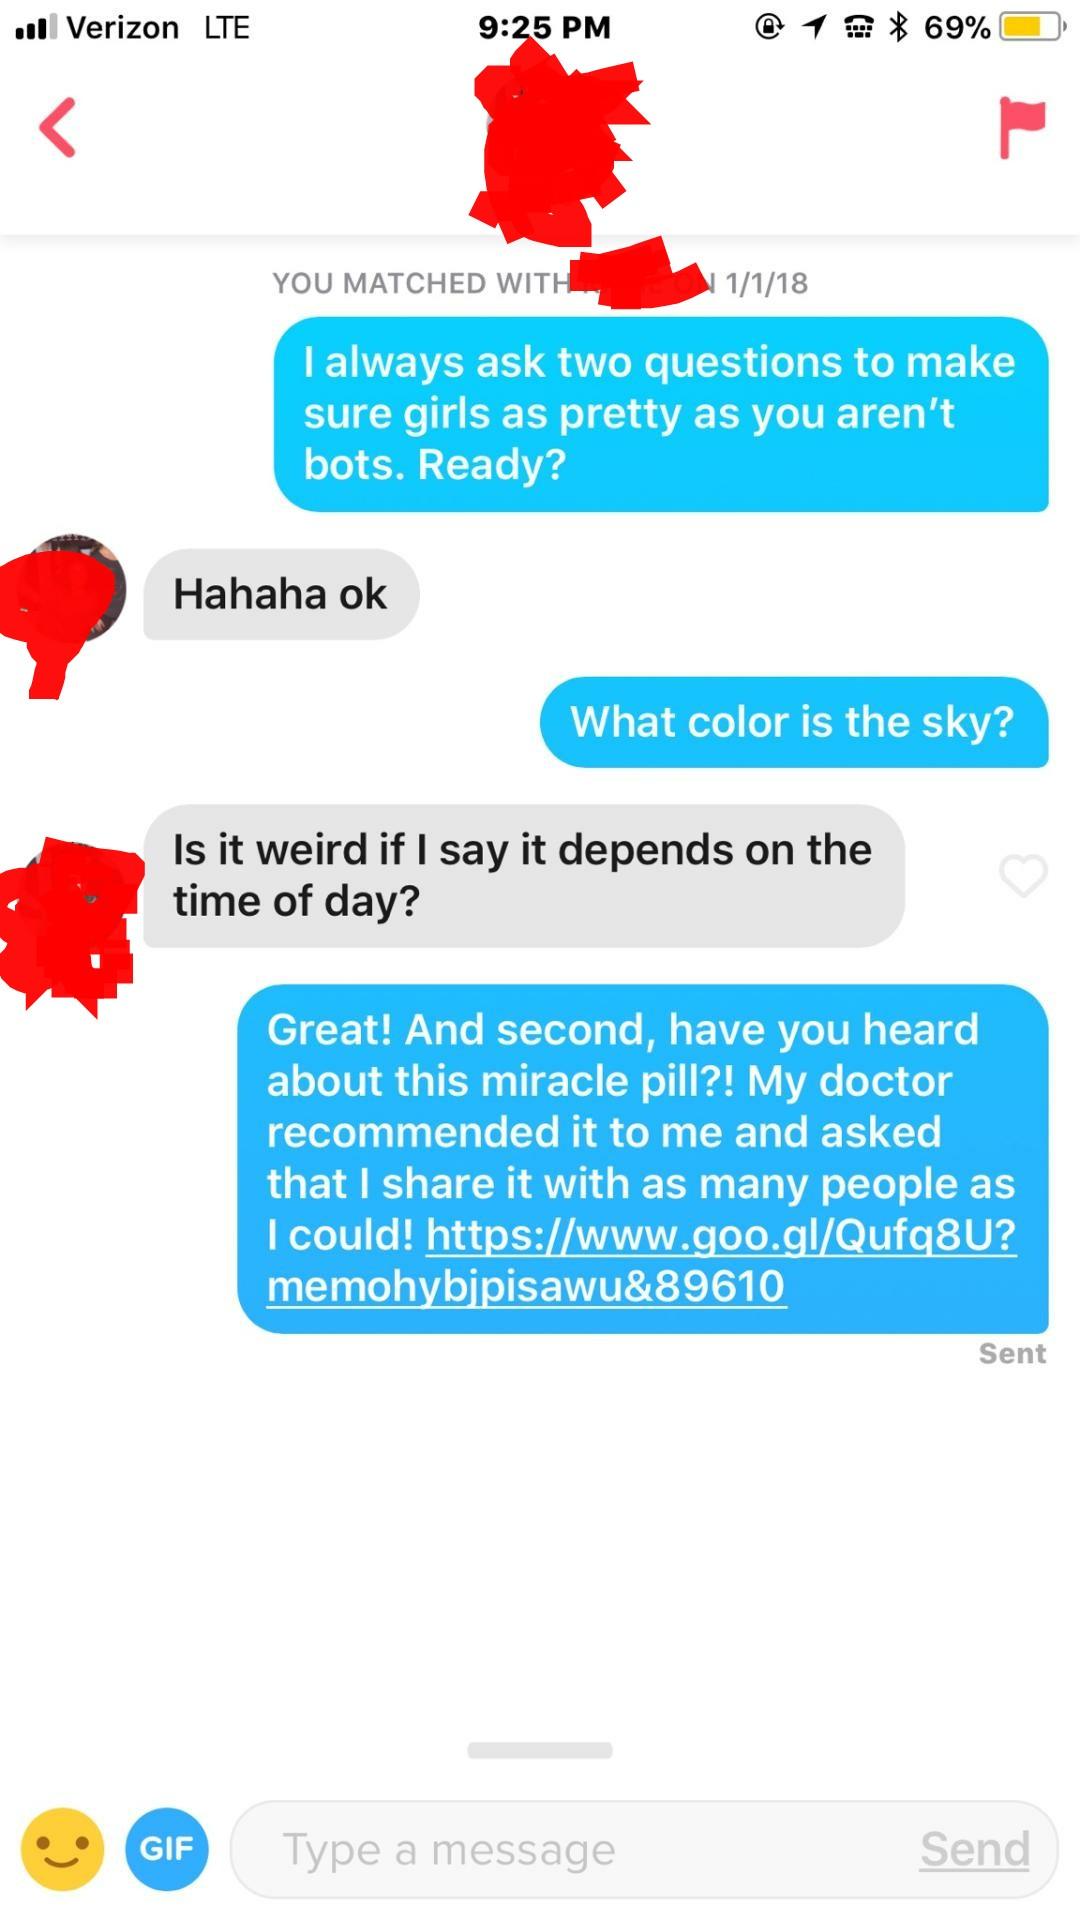 Verizon LTE 9:25 PM 69%
YOU MATCHED WITH ON 1/1/18
I always ask two questions to make
sure girls as pretty as you aren’t
bots. Ready?
Hahaha ok
What color is the sky?
Is it weird if I say it depends on the
time of day?
Great! And second, have you heard
about this miracle pill?! My doctor
recommended it to me and asked
that I share it with as many people as
I could! https://www.goo.gl/Qufq8U?
memohybjpisawu&89610
Sent
GIF Type a message Send